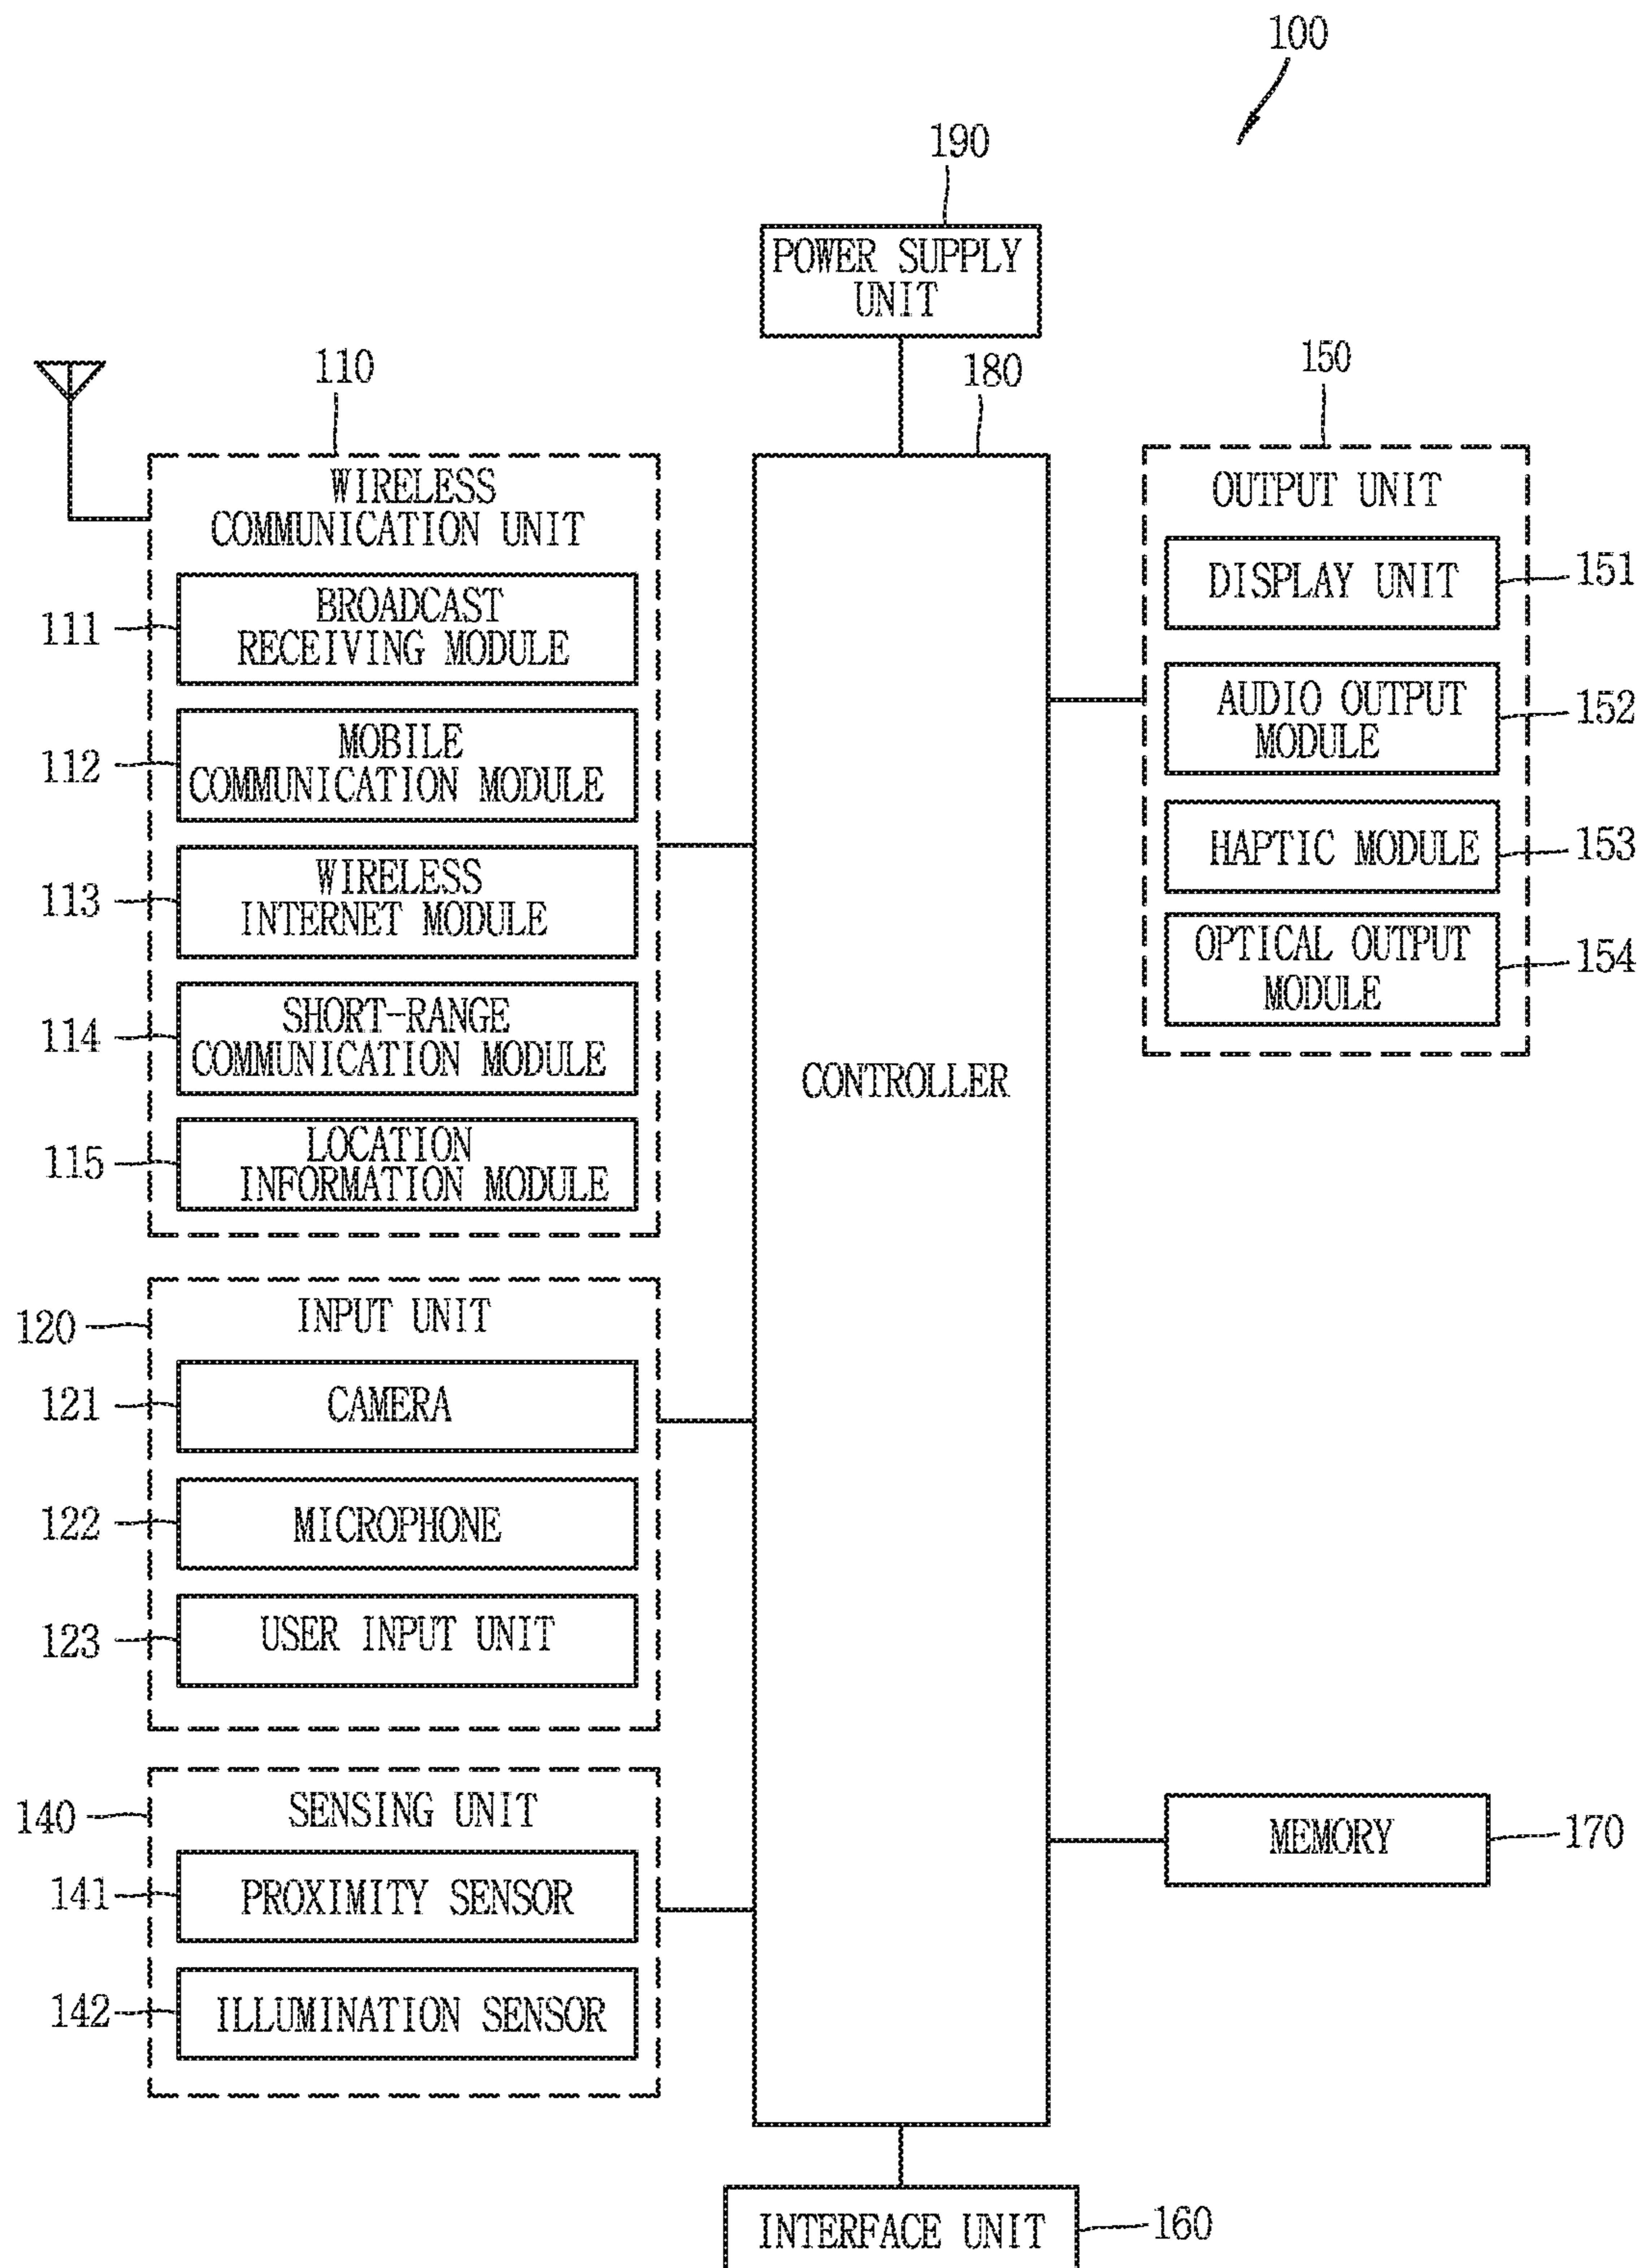 100
190
POWER SUPPLY
UNIT
110
180
150
WIRELESS
COMMUNICATION UNIT
111
BROADCAST
RECEIVING MODULE
112
MOBILE
COMMUNICATION MODULE
113
WIRELESS
INTERNET MODULE
114
SHORT-RANGE
COMMUNICATION MODULE
115
LOCATION
INFORMATION MODULE
120
INPUT UNIT
121
CAMERA
122
MICROPHONE
123
USER INPUT UNIT
140
SENSING UNIT
141
PROXIMITY SENSOR
142
ILLUMINATION SENSOR
CONTROLLER
OUTPUT UNIT
DISPLAY UNIT
151
AUDIO OUTPUT
MODULE
152
HAPTIC MODULE
153
OPTICAL OUTPUT
MODULE
154
MEMORY
170
INTERFACE UNIT
160